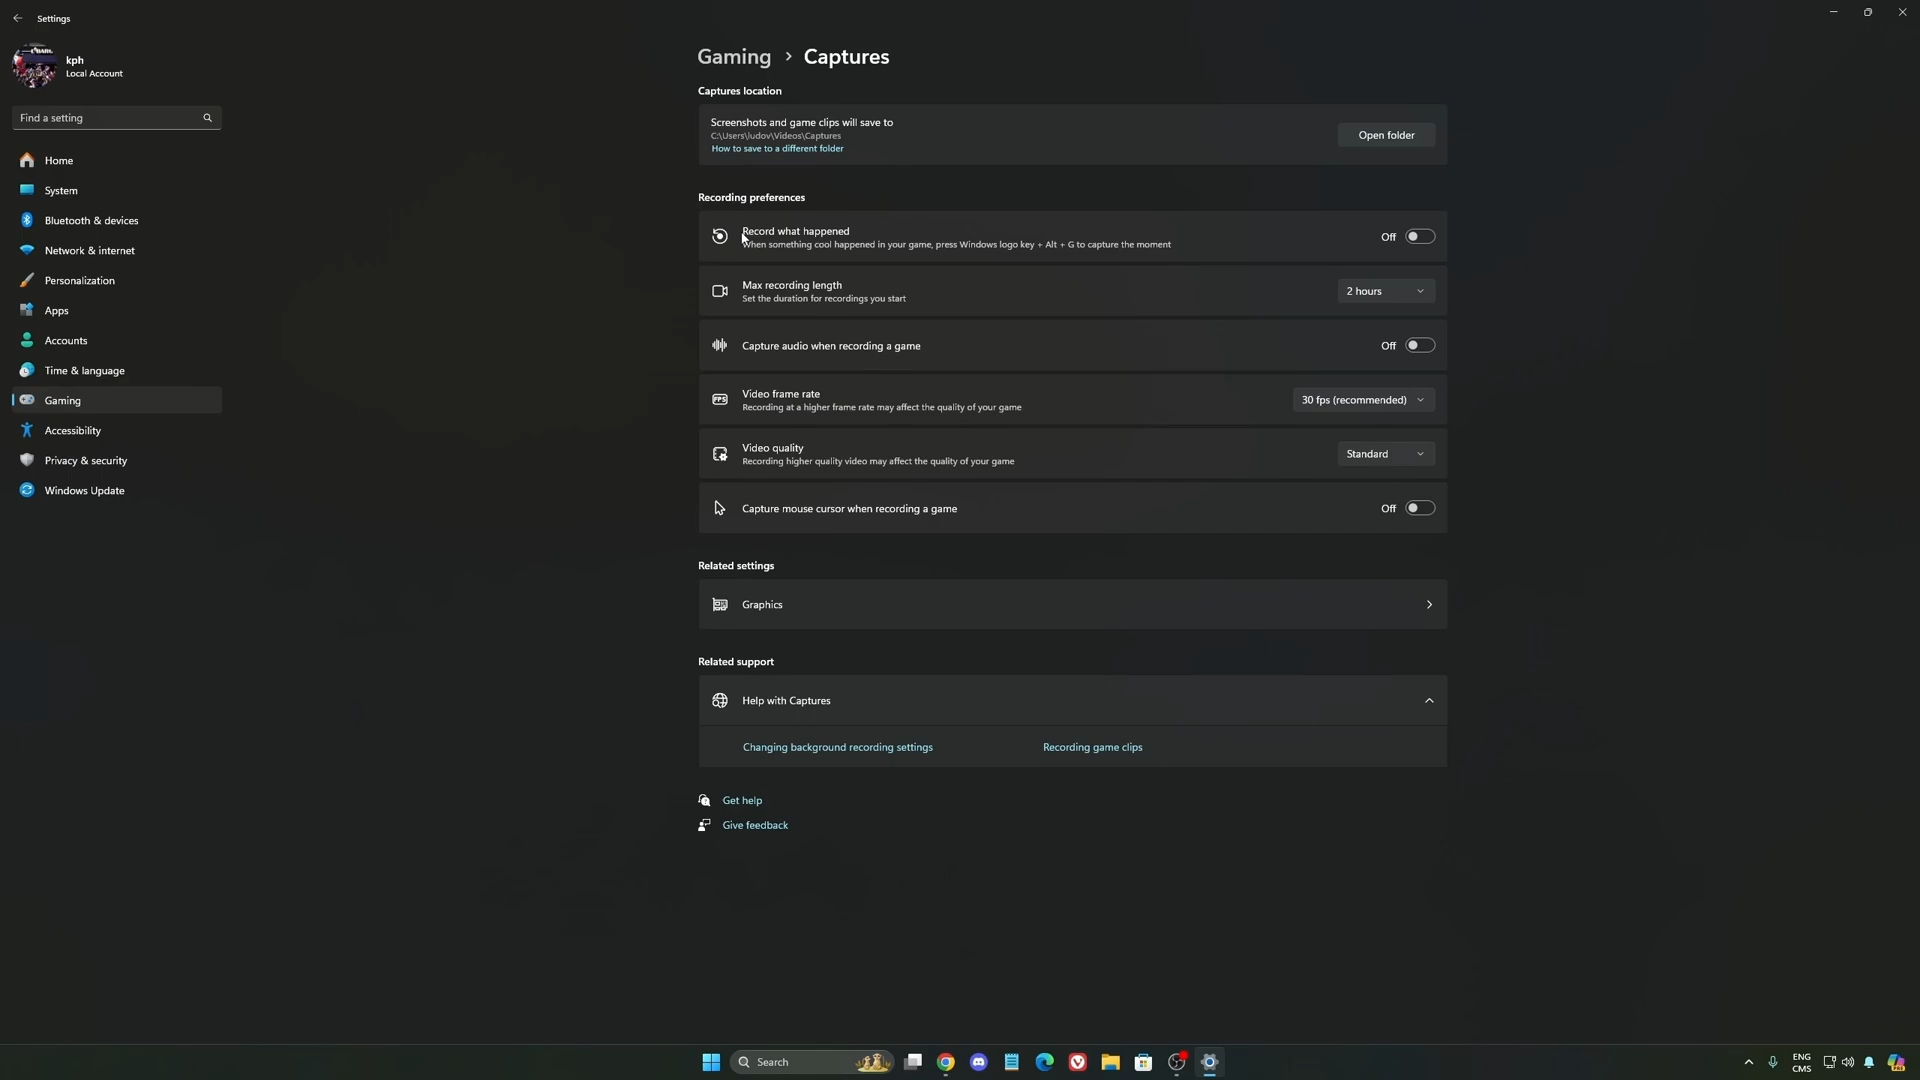 Settings
kph
Local Account
Find a setting
Home
System
Bluetooth & devices
Network & internet
Personalization
Apps
Accounts
Time & language
Gaming
Accessibility
Privacy & security
Windows Update
Gaming > Captures
Captures location
Screenshots and game clips will save to
C:\Users\ludov\Videos\Captures
How to save to a different folder
Open folder
Recording preferences
Record what happened
When something cool happened in your game, press Windows logo key + Alt + G to capture the moment
Off
Max recording length
Set the duration for recordings you start
2 hours
Capture audio when recording a game
Off
FPS
Video frame rate
Recording at a higher frame rate may affect the quality of your game
30 fps (recommended)
Video quality
Recording higher quality video may affect the quality of your game
Standard
Capture mouse cursor when recording a game
Off
Related settings
Graphics
Related support
Help with Captures
Changing background recording settings
Recording game clips
Get help
Give feedback
Search
ENG
CMS